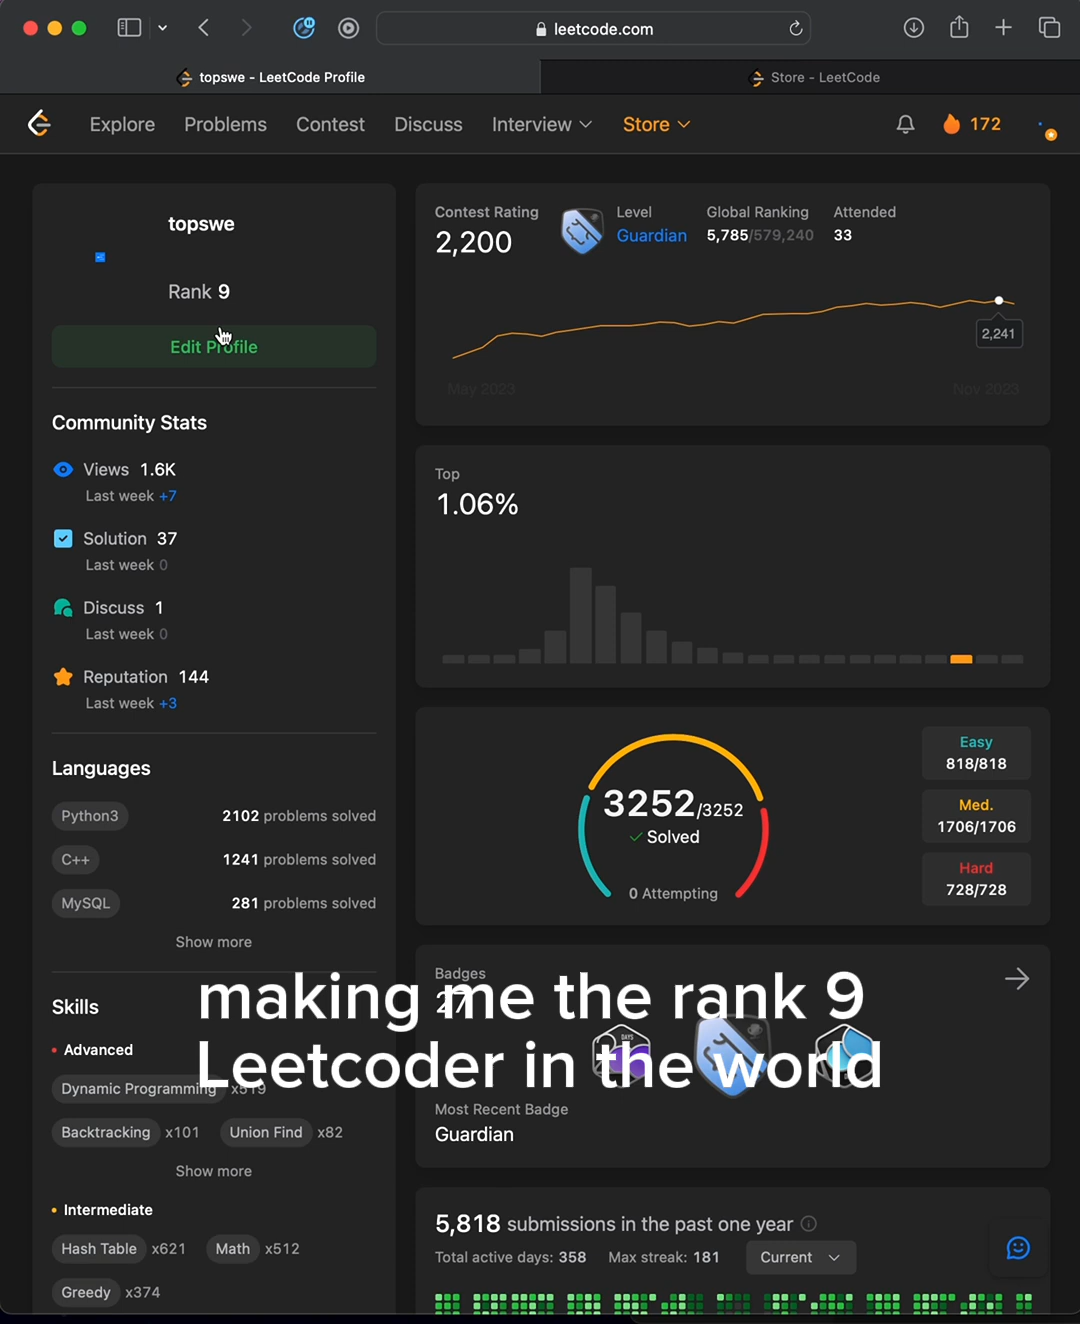 leetcode.com
topswe - LeetCode Profile
Store - LeetCode
Explore
Problems
Contest
Discuss
Interview
Store
172
topswe
Rank 9
Edit Profile
Community Stats
Views 1.6K
Last week +7
Solution 37
Last week 0
Discuss 1
Last week 0
Reputation 144
Last week +3
Languages
Python3 2102 problems solved
C++ 1241 problems solved
MySQL 281 problems solved
Show more
Skills
Advanced
Dynamic Programming x519
Backtracking x101 Union Find x82
Show more
Intermediate
Hash Table x621 Math x512
Greedy x374
Contest Rating
2,200
Level
Guardian
Global Ranking
5,785/579,240
Attended
33
2,241
May 2023
Nov 2023
Top
1.06%
3252/3252
Solved
0 Attempting
Easy
818/818
Med.
1706/1706
Hard
728/728
Badges
27
DAYS
Most Recent Badge
Guardian
making me the rank 9
Leetcoder in the world
5,818 submissions in the past one year
Total active days: 358 Max streak: 181 Current